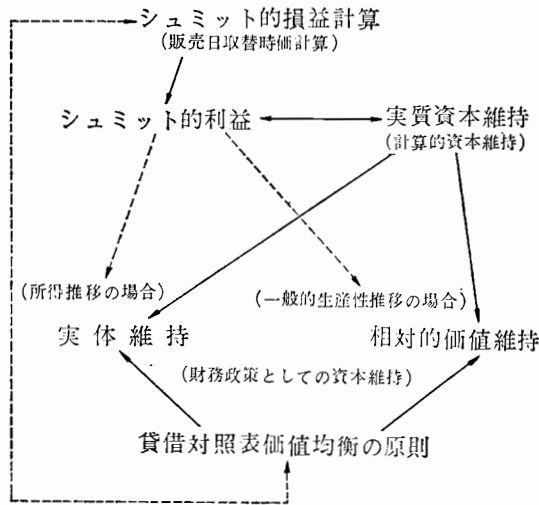 シュミット的損益計算
(販売日取替時価計算)
シュミット的利益
実質資本維持
(計算的資本維持)
(所得推移の場合)
(一般的生産性推移の場合)
実体維持
相対的価値維持
(財務政策としての資本維持)
貸借対照表価値均衡の原則